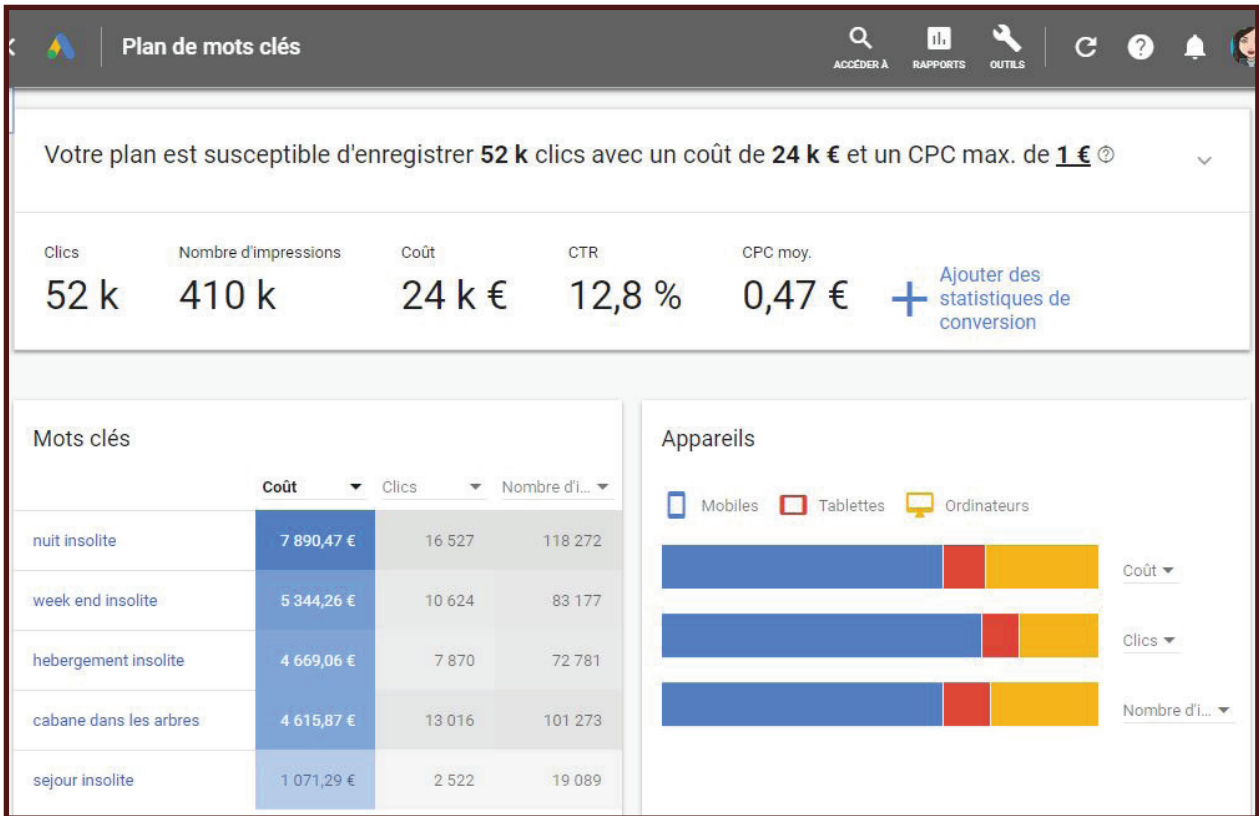 Plan de mots clés
ACCÉDER À
RAPPORTS
OUTILS
Votre plan est susceptible d'enregistrer 52 k clics avec un coût de 24 k € et un CPC max. de 1 €
Clics Nombre d'impressions Coût CTR CPC moy.
52 k 410 k 24 k € 12,8 % 0,47 €
Ajouter des
statistiques de
conversion
Mots clés
Coût Clics Nombre d'i...
nuit insolite 7 890,47 € 16 527 118 272
week end insolite 5 344,26 € 10 624 83 177
hebergement insolite 4 669,06 € 7 870 72 781
cabane dans les arbres 4 615,87 € 13 016 101 273
sejour insolite 1 071,29 € 2 522 19 089
Appareils
Mobiles Tablettes Ordinateurs
Coût
Clics
Nombre d'i...